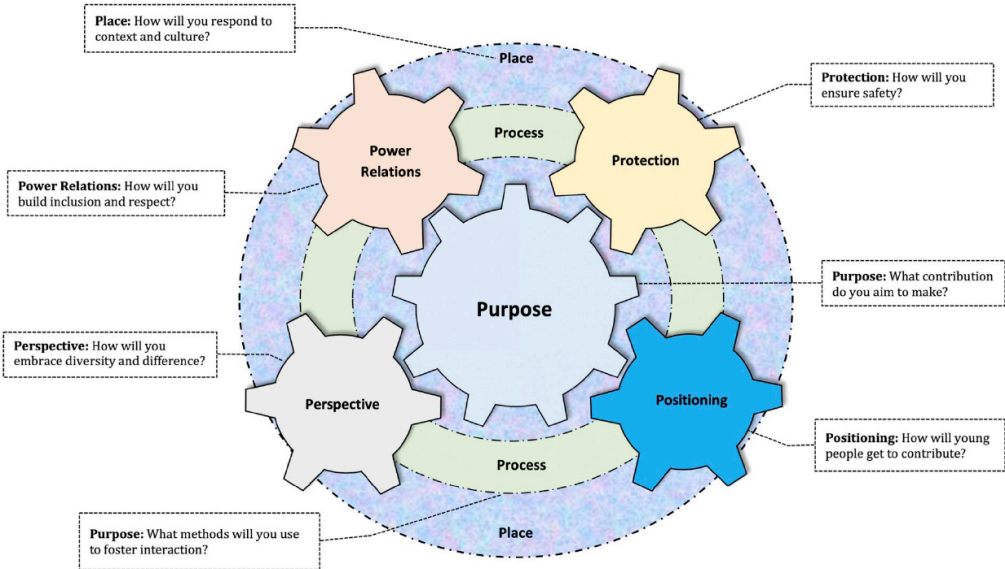 Place: How will you respond to
context and culture?
Place
Protection: How will you
ensure safety?
Process
Power
Relations
Protection
Power Relations: How will you
build inclusion and respect?
Purpose: What contribution
do you aim to make?
Purpose
Perspective: How will you
embrace diversity and difference?
Perspective
Positioning
Positioning: How will young
people get to contribute?
Process
Purpose: What methods will you use
to foster interaction?
Place